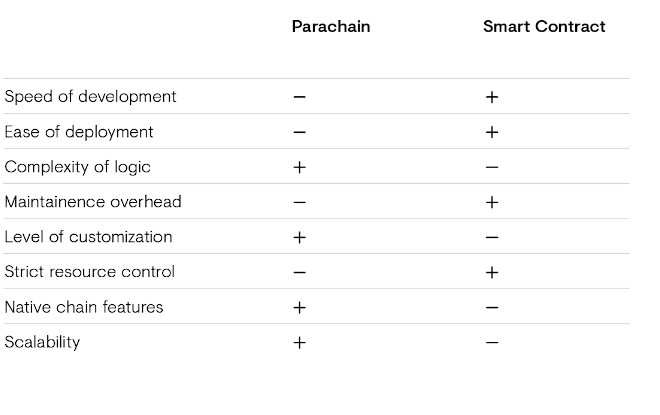 Parachain Smart Contract
Speed of development − +
Ease of deployment − +
Complexity of logic + −
Maintainence overhead − +
Level of customization + −
Strict resource control − +
Native chain features + −
Scalability + −